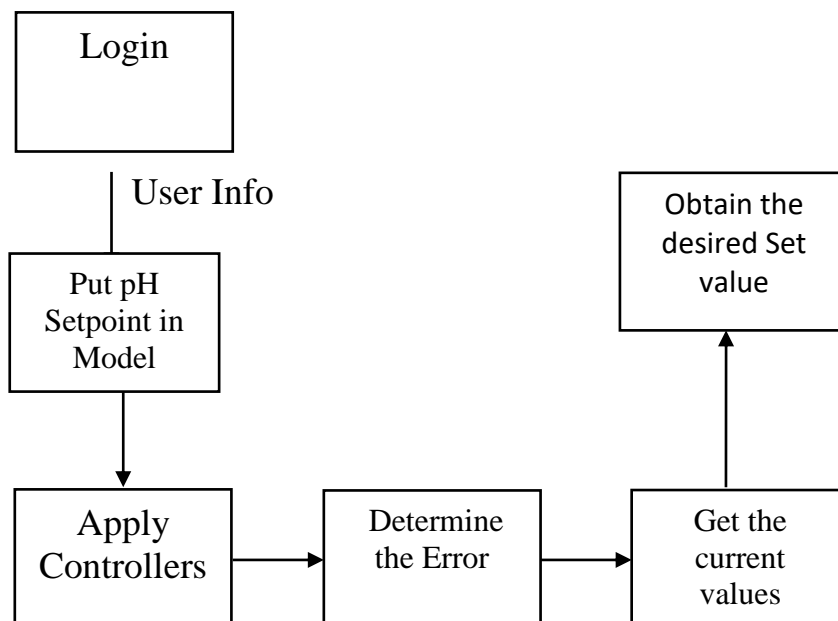 Login
User Info
Put pH
Setpoint in
Model
Apply
Controllers
Determine
the Error
Get the
current
values
Obtain the
desired Set
value